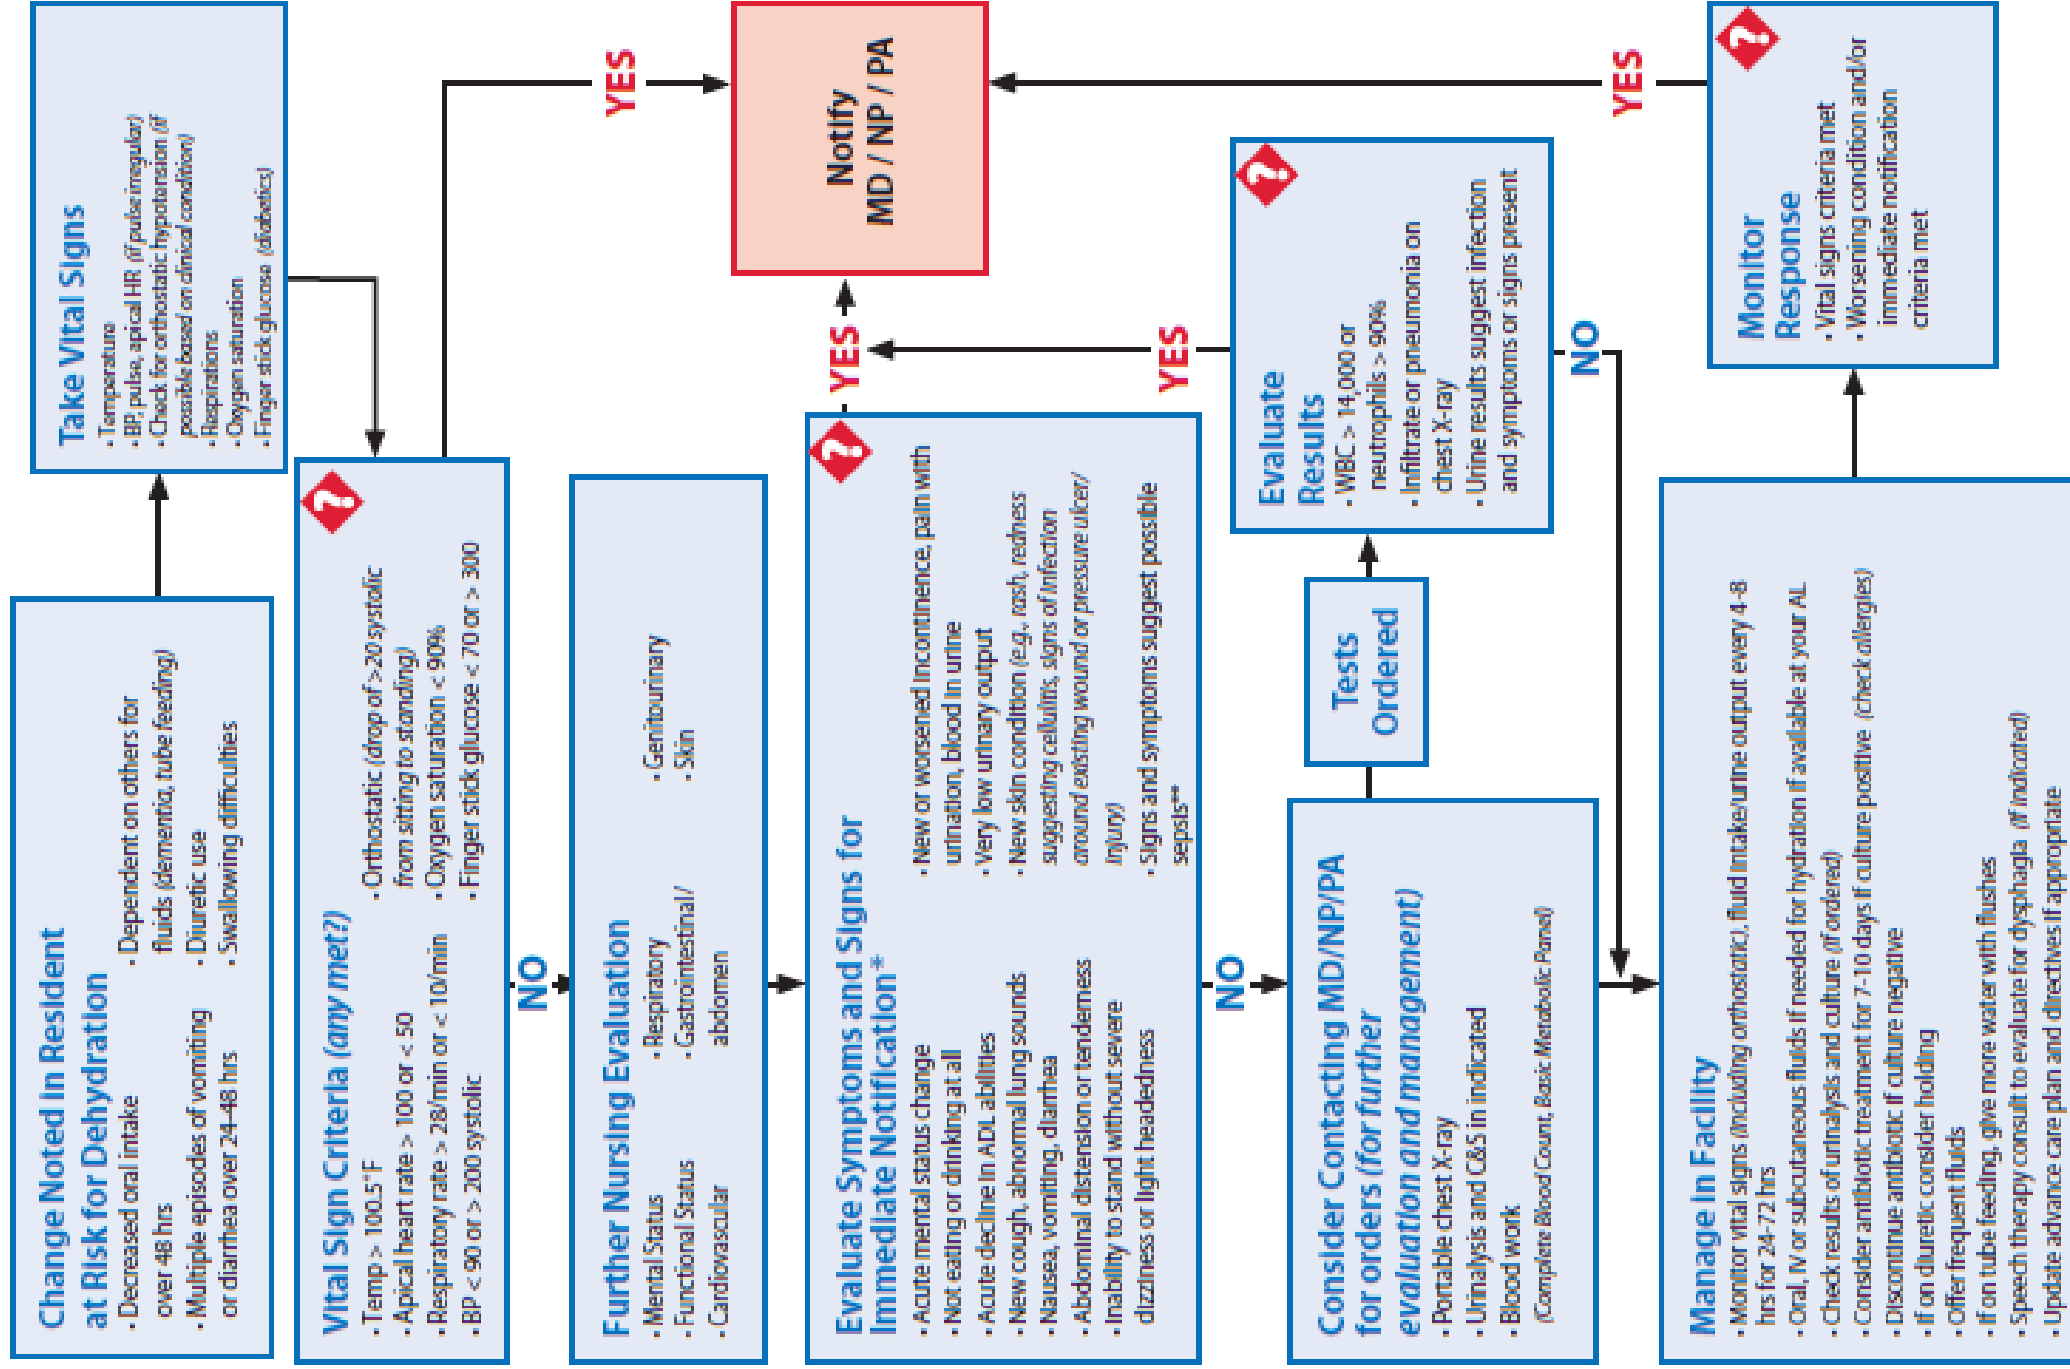 Change Noted in Resident
at Risk for Dehydration
• Decreased oral intake
over 48 hrs
• Multiple episodes of vomiting
or diarrhea over 24-48 hrs
• Dependent on others for
fluids (dementia, tube feeding)
• Diuretic use
• Swallowing difficulties
Take Vital Signs
• Temperature
• BP, pulse, apical HR (if pulse irregular)
• Check for orthostatic hypotension (if
possible based on clinical condition)
• Respirations
• Oxygen saturation
• Finger stick glucose (diabetics)
Vital Sign Criteria (any met?)
• Temp > 100.5°F
• Apical heart rate > 100 or < 50
• Respiratory rate > 28/min or < 10/min
• BP < 90 or > 200 systolic
• Orthostatic (drop of >20 systolic
from sitting to standing)
• Oxygen saturation < 90%
• Finger stick glucose < 70 or > 300
?
YES
NO
Notify
MD / NP / PA
Further Nursing Evaluation
• Mental Status
• Functional Status
• Cardiovascular
• Respiratory
• Gastrointestinal/
abdomen
• Genitourinary
• Skin
Evaluate Symptoms and Signs for
Immediate Notification*
• Acute mental status change
• Not eating or drinking at all
• Acute decline in ADL abilities
• New cough, abnormal lung sounds
• Nausea, vomiting, diarrhea
• Abdominal distension or tenderness
• Inability to stand without severe
dizziness or light headedness
• New or worsened incontinence, pain with
urination, blood in urine
• Very low urinary output
• New skin condition (e.g., rash, redness
suggesting cellulitis, signs of infection
around existing wound or pressure ulcer/
injury)
• Signs and symptoms suggest possible
sepsis**
?
YES
NO
Consider Contacting MD/NP/PA
for orders (for further
evaluation and management)
• Portable chest X-ray
• Urinalysis and C&S in indicated
• Blood work
(Complete Blood Count, Basic Metabolic Panel)
Tests
Ordered
Evaluate
Results
• WBC > 14,000 or
neutrophils > 90%
• Infiltrate or pneumonia on
chest X-ray
• Urine results suggest infection
and symptoms or signs present
?
YES
NO
Manage in Facility
• Monitor vital signs (including orthostatic), fluid intake/urine output every 4-8
hrs for 24-72 hrs
• Oral, IV or subcutaneous fluids if needed for hydration if available at your AL
• Check results of urinalysis and culture (if ordered)
• Consider antibiotic treatment for 7-10 days if culture positive (check allergies)
• Discontinue antibiotic if culture negative
• If on diuretic consider holding
• Offer frequent fluids
• If on tube feeding, give more water with flushes
• Speech therapy consult to evaluate for dysphagia (if indicated)
• Update advance care plan and directives if appropriate
Monitor
Response
• Vital signs criteria met
• Worsening condition and/or
immediate notification
criteria met
?
YES